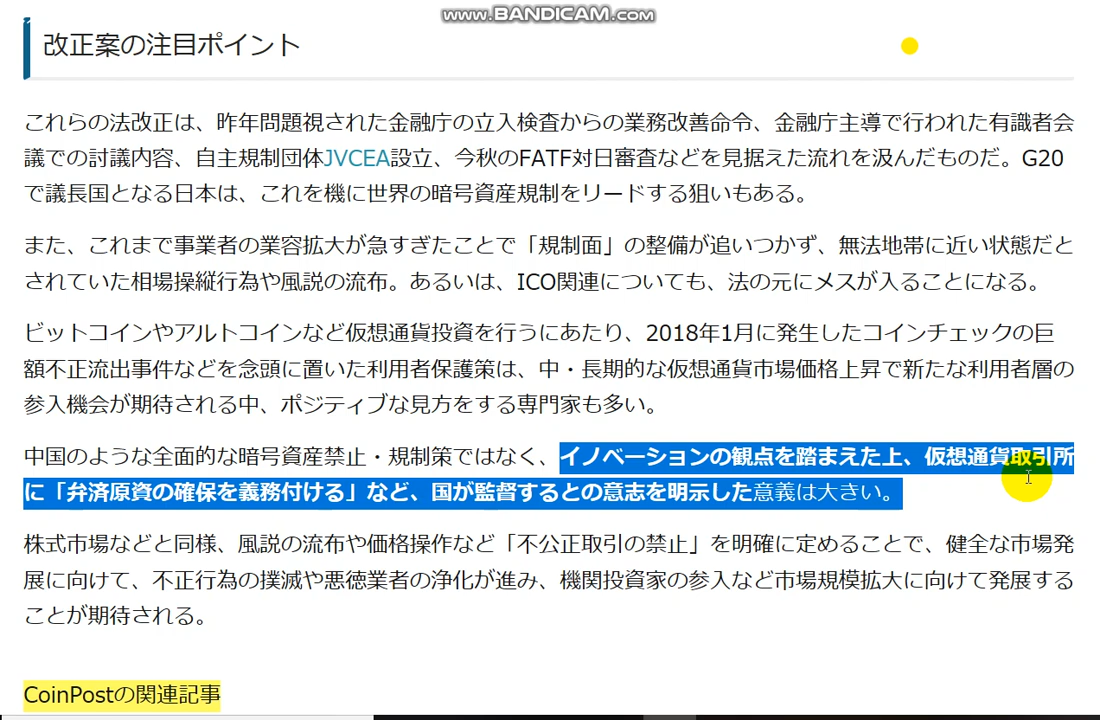 www.BANDICAM.com
改正案の注目ポイント
これらの法改正は、昨年問題視された金融庁の立入検査からの業務改善命令、金融庁主導で行われた有識者会
議での討議内容、自主規制団体JVCEA設立、今秋のFATF対日審査などを見据えた流れを汲んだものだ。G20
で議長国となる日本は、これを機に世界の暗号資産規制をリードする狙いもある。
また、これまで事業者の業容拡大が急すぎたことで「規制面」の整備が追いつかず、無法地帯に近い状態だと
されていた相場操縦行為や風説の流布。あるいは、ICO関連についても、法の元にメスが入ることになる。
ビットコインやアルトコインなど仮想通貨投資を行うにあたり、2018年1月に発生したコインチェックの巨
額不正流出事件などを念頭に置いた利用者保護策は、中・長期的な仮想通貨市場価格上昇で新たな利用者層の
参入機会が期待される中、ポジティブな見方をする専門家も多い。
中国のような全面的な暗号資産禁止・規制策ではなく、イノベーションの観点を踏まえた上、仮想通貨取引所
に「弁済原資の確保を義務付ける」など、国が監督するとの意志を明示した意義は大きい。
株式市場などと同様、風説の流布や価格操作など「不公正取引の禁止」を明確に定めることで、健全な市場発
展に向けて、不正行為の撲滅や悪徳業者の浄化が進み、機関投資家の参入など市場規模拡大に向けて発展する
ことが期待される。
CoinPostの関連記事